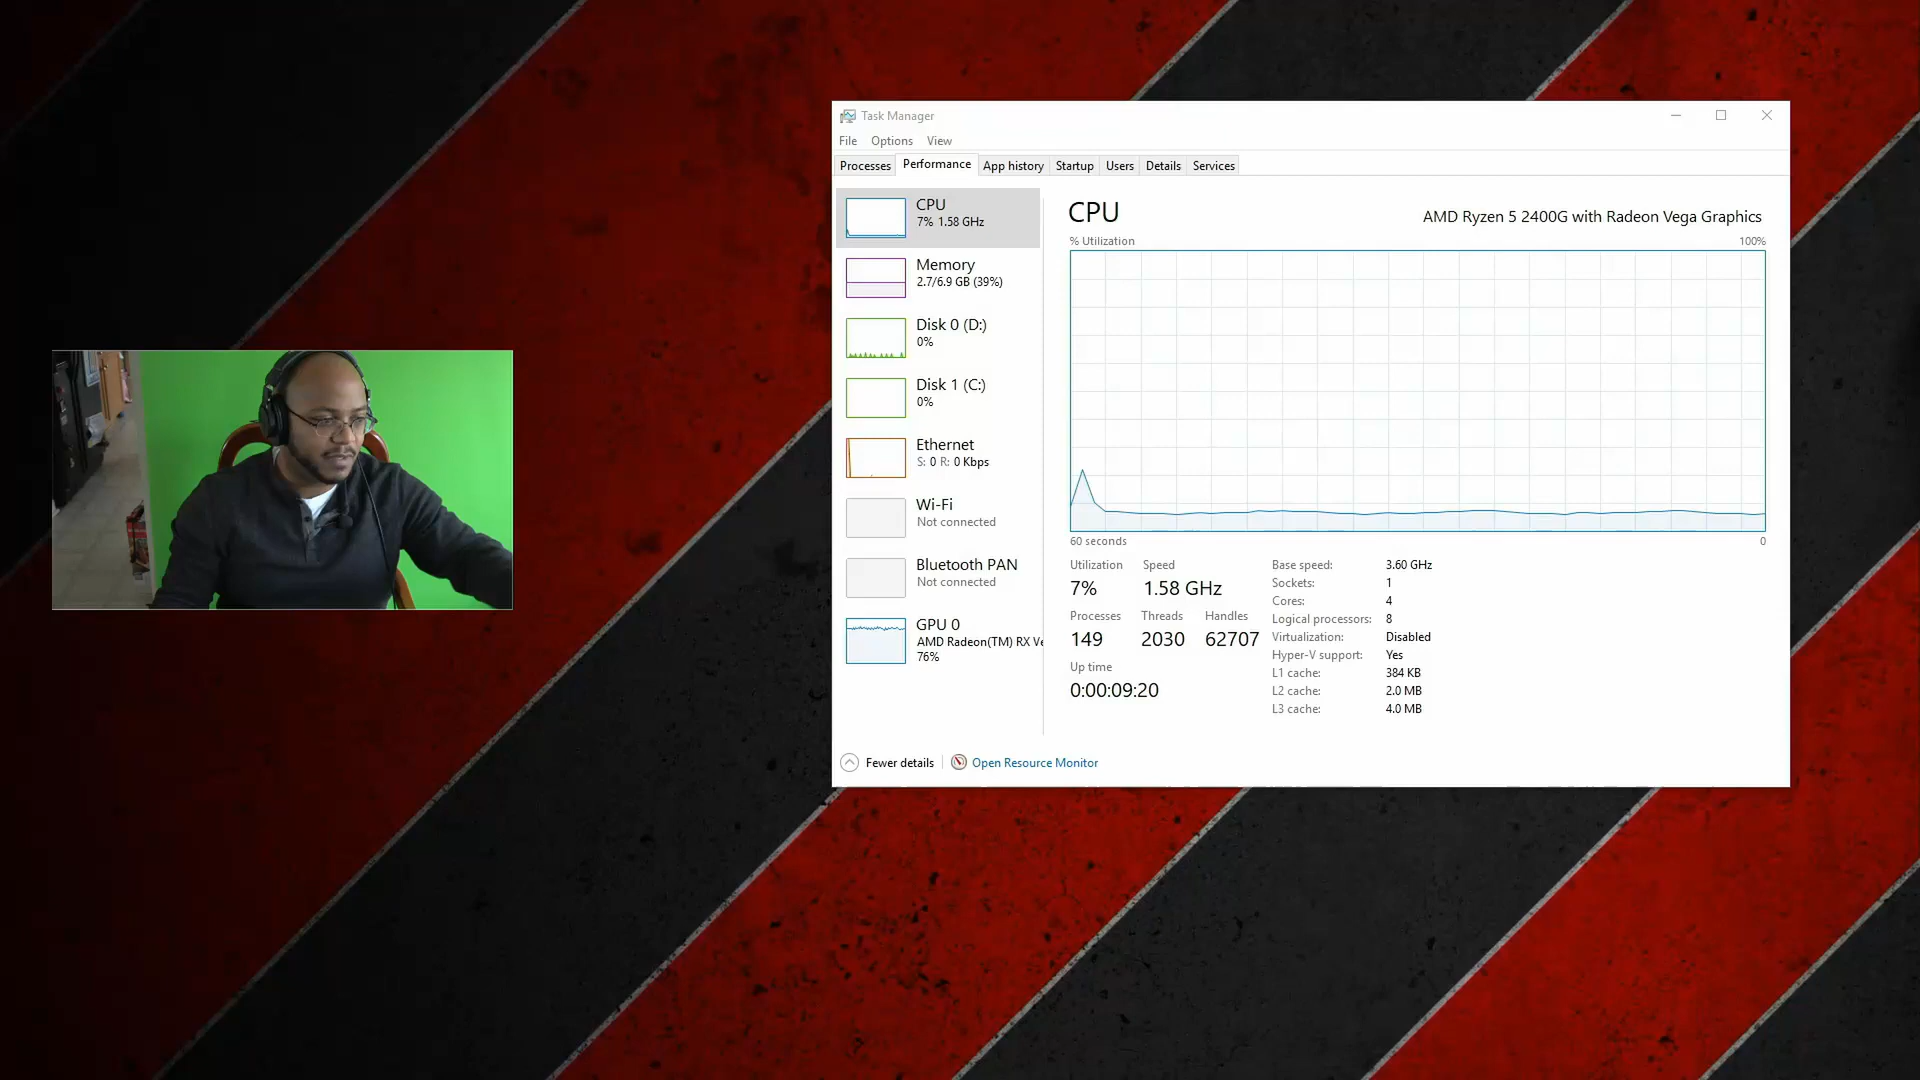 Task Manager
File Options View
Processes Performance App history Startup Users Details Services
CPU
7% 1.58 GHz
Memory
2.7/6.9 GB (39%)
Disk 0 (D:)
0%
Disk 1 (C:)
0%
Ethernet
S: 0 R: 0 Kbps
Wi-Fi
Not connected
Bluetooth PAN
Not connected
GPU 0
AMD Radeon(TM) RX Ve
76%
CPU AMD Ryzen 5 2400G with Radeon Vega Graphics
% Utilization 100%
60 seconds 0
Utilization Speed
7% 1.58 GHz
Processes Threads Handles
149 2030 62707
Up time
0:00:09:20
Base speed: 3.60 GHz
Sockets: 1
Cores: 4
Logical processors: 8
Virtualization: Disabled
Hyper-V support: Yes
L1 cache: 384 KB
L2 cache: 2.0 MB
L3 cache: 4.0 MB
Fewer details Open Resource Monitor